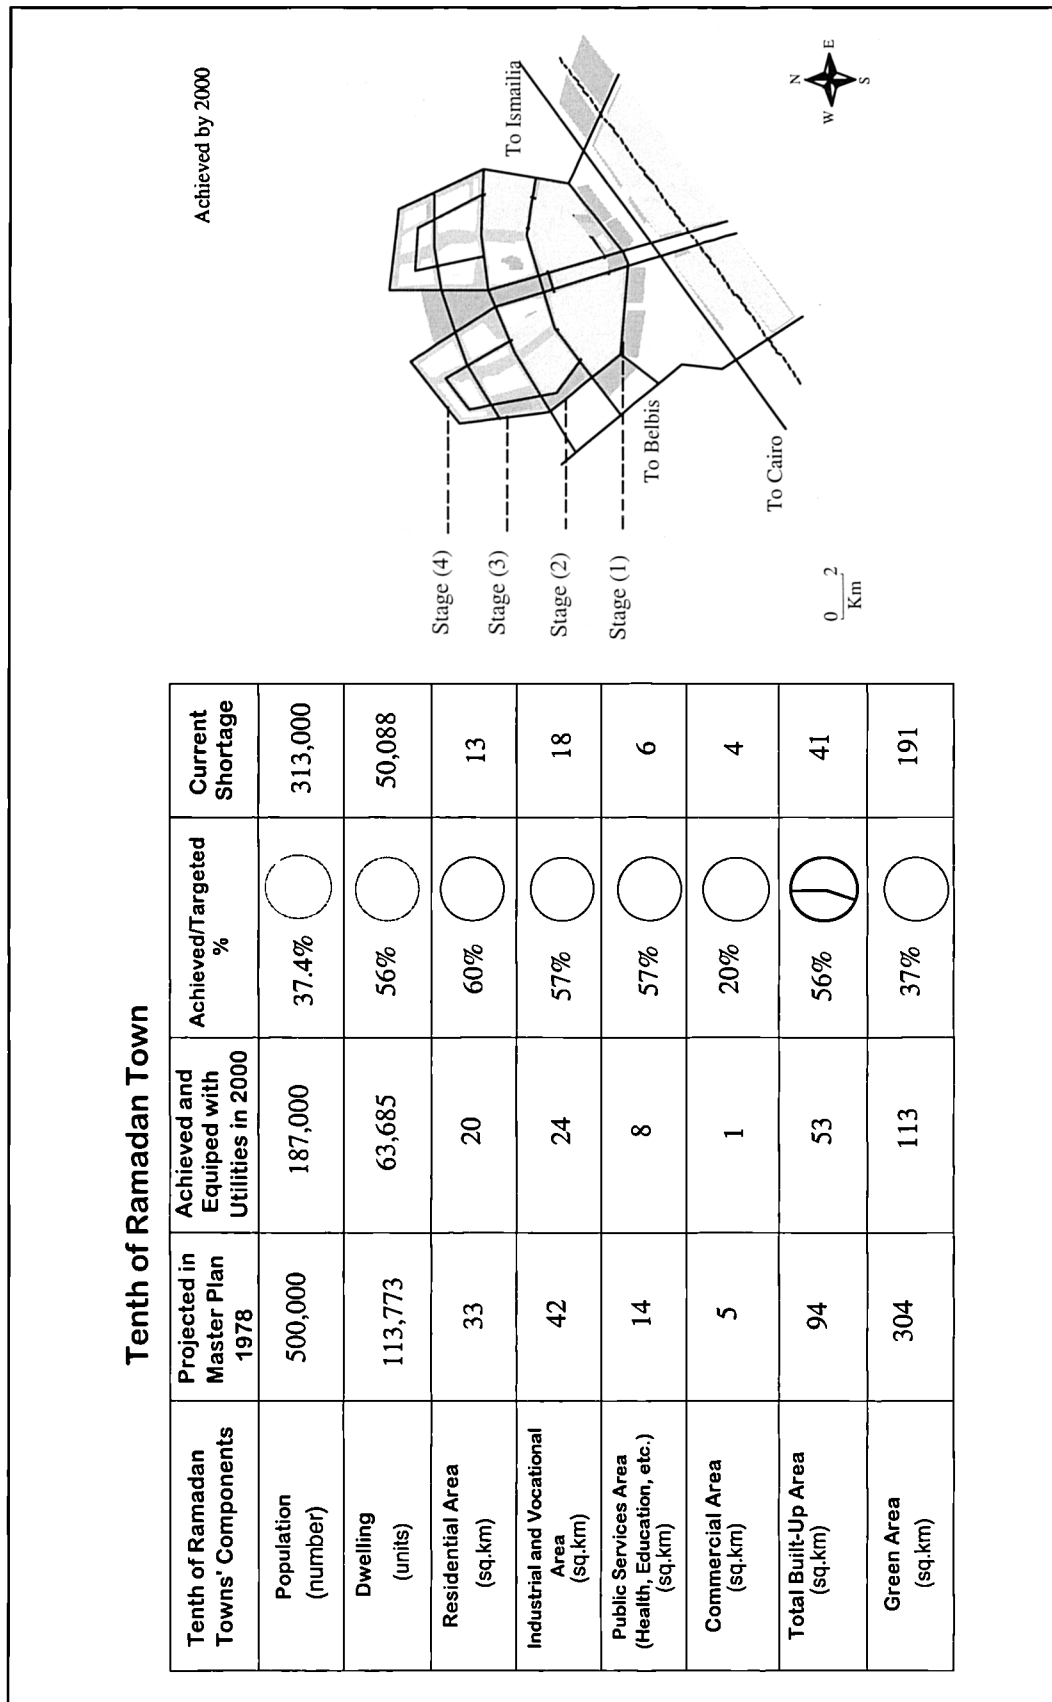 Tenth of Ramadan Town
Tenth of Ramadan
Towns' Components
Projected in
Master Plan
1978
Achieved and
Equiped with
Utilities in 2000
Achieved/Targeted
%
Current
Shortage
Population
(number)
500,000
187,000
37.4%
313,000
Dwelling
(units)
113,773
63,685
56%
50,088
Residential Area
(sq.km)
33
20
60%
13
Industrial and Vocational
Area
(sq.km)
42
24
57%
18
Public Services Area
(Health, Education, etc.)
(sq.km)
14
8
57%
6
Commercial Area
(sq.km)
5
1
20%
4
Total Built-Up Area
(sq.km)
94
53
56%
41
Green Area
(sq.km)
304
113
37%
191
Achieved by 2000
Stage (4)
Stage (3)
Stage (2)
Stage (1)
To Ismailia
To Belbis
To Cairo
0 2
Km
N
E
S
W